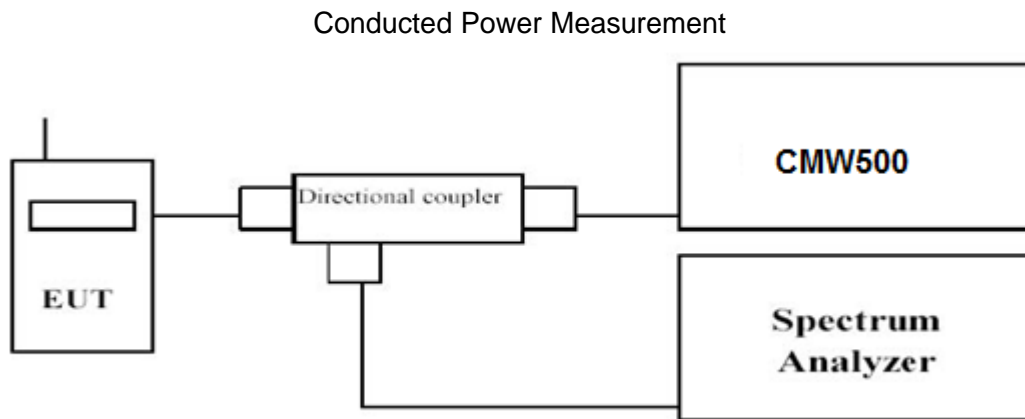 Conducted Power Measurement
CMW500
Directional coupler
EUT
Spectrum
Analyzer